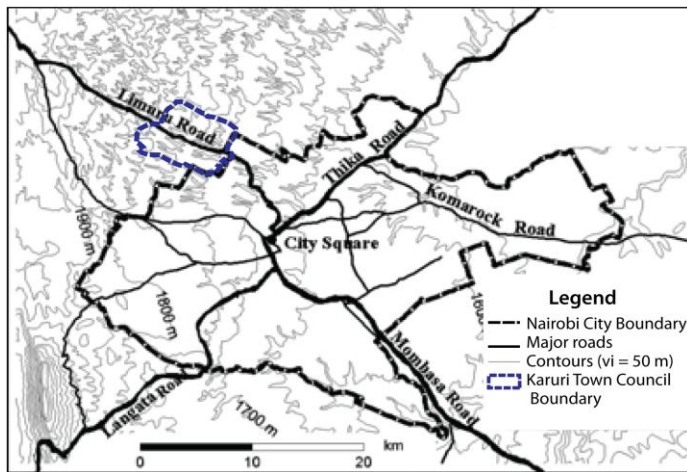 Limuru Road
Thika Road
Komarock Road
City Square
1900 m
1800 m
Legend
Nairobi City Boundary
Major roads
Contours (vi = 50 m)
Karuri Town Council
Boundary
Mombasa Road
Langata Road
1700 m
km
0 10 20